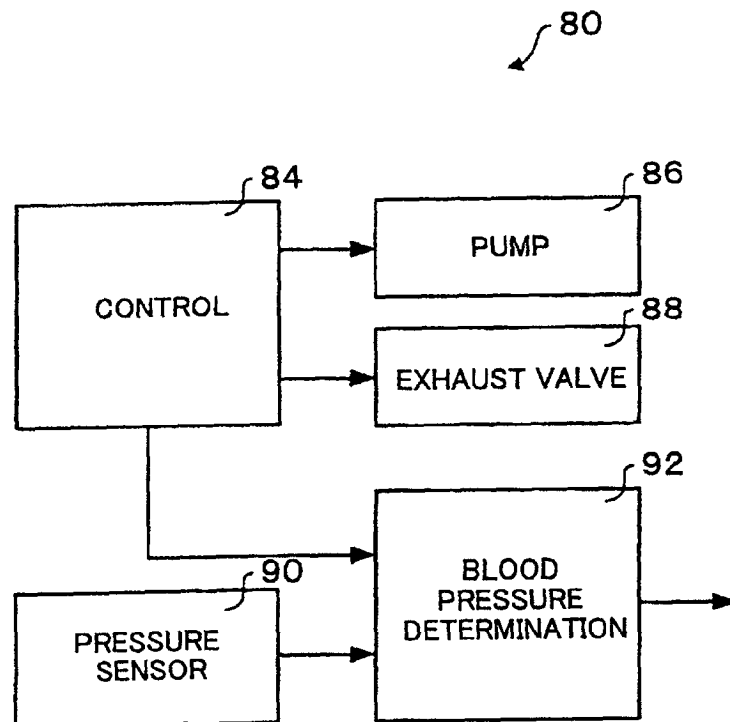 80
84
CONTROL
86
PUMP
88
EXHAUST VALVE
92
BLOOD
PRESSURE
DETERMINATION
90
PRESSURE
SENSOR